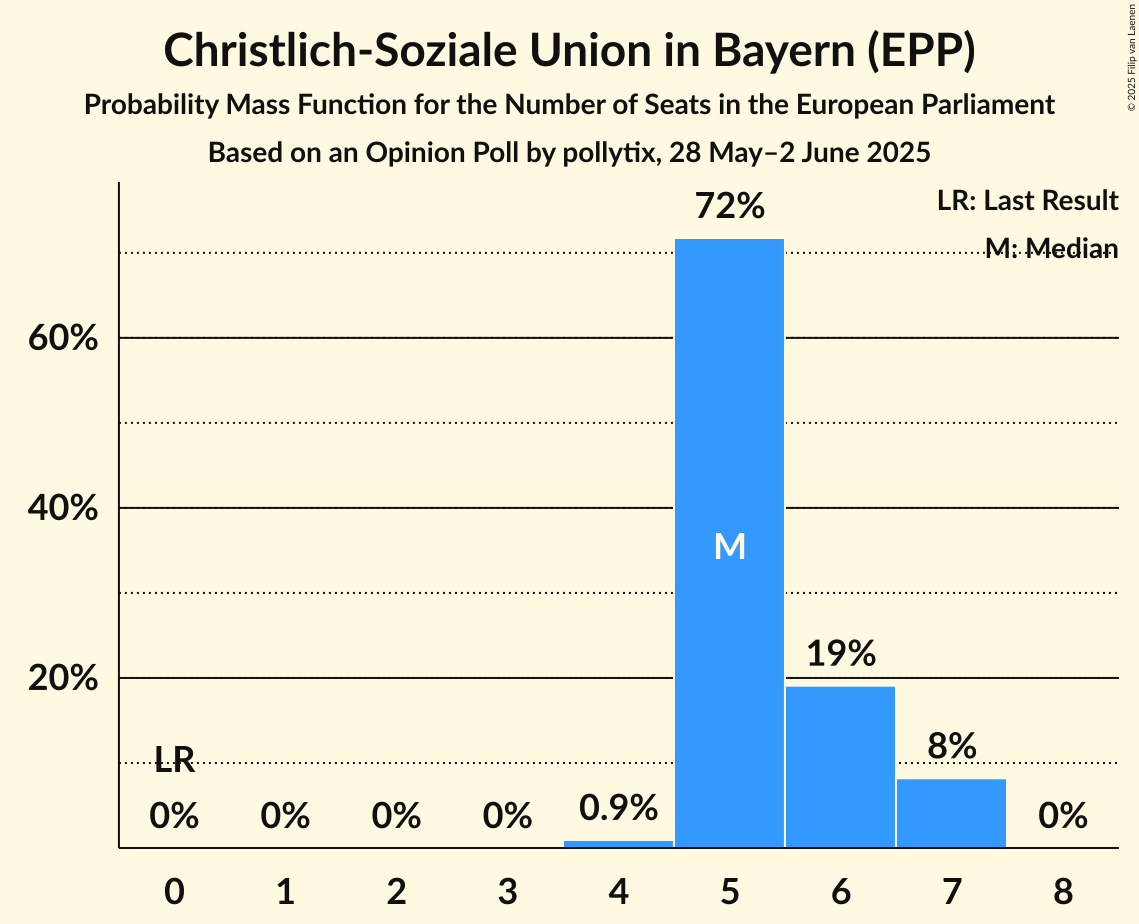 Christlich-Soziale Union in Bayern (EPP)
Probability Mass Function for the Number of Seats in the European Parliament
Based on an Opinion Poll by pollytix, 28 May–2 June 2025
© 2025 Filip van Laenen
LR: Last Result
M: Median
72%
60%
40%
M
20%
19%
8%
LR
0%
0%
0%
0%
0.9%
0%
0 1 2 3 4 5 6 7 8